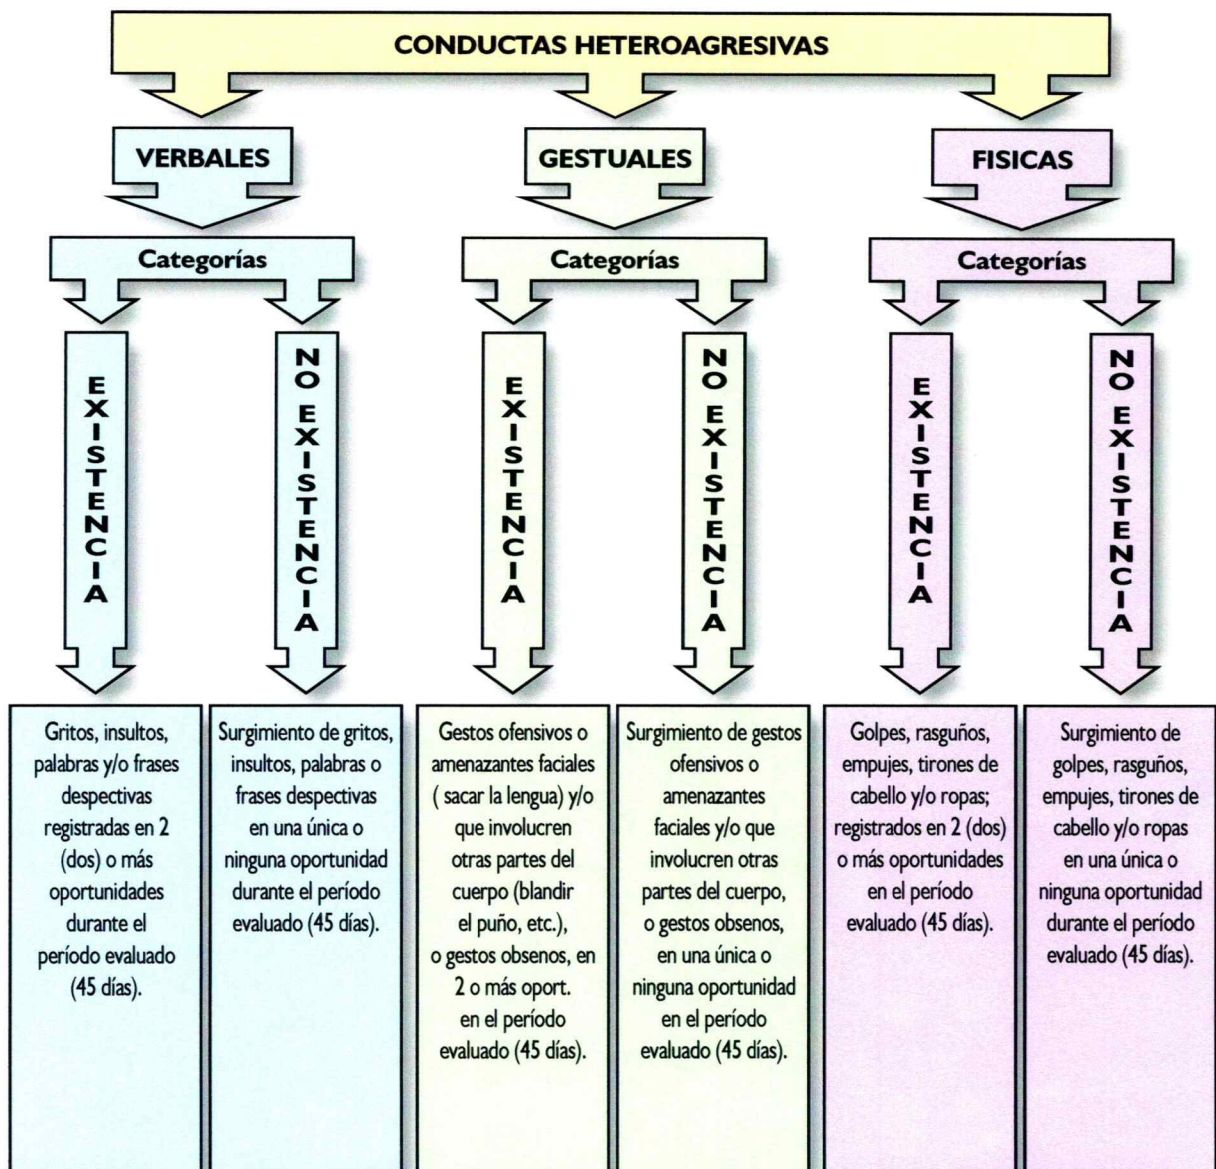 CONDUCTAS HETEROAGRESIVAS
VERBALES
GESTUALES
FISICAS
Categorías
Categorías
Categorías
EXISTENCIA
NO EXISTENCIA
EXISTENCIA
NO EXISTENCIA
EXISTENCIA
NO EXISTENCIA
Gritos, insultos,
palabras y/o frases
despectivas
registradas en 2
(dos) o más
oportunidades
durante el
período evaluado
(45 días).
Surgimiento de gritos,
insultos, palabras o
frases despectivas
en una única o
ninguna oportunidad
durante el período
evaluado (45 días).
Gestos ofensivos o
amenazantes faciales
( sacar la lengua) y/o
que involucren
otras partes del
cuerpo (blandir
el puño, etc.),
o gestos obsenos, en
2 o más oport.
en el período
evaluado (45 días).
Surgimiento de gestos
ofensivos o
amenazantes
faciales y/o que
involucren otras
partes del cuerpo,
o gestos obsenos,
en una única o
ninguna oportunidad
en el período
evaluado (45 días).
Golpes, rasguños,
empujes, tirones de
cabello y/o ropas;
registrados en 2 (dos)
o más oportunidades
en el período
evaluado (45 días).
Surgimiento de
golpes, rasguños,
empujes, tirones de
cabello y/o ropas
en una única o
ninguna oportunidad
durante el período
evaluado (45 días).